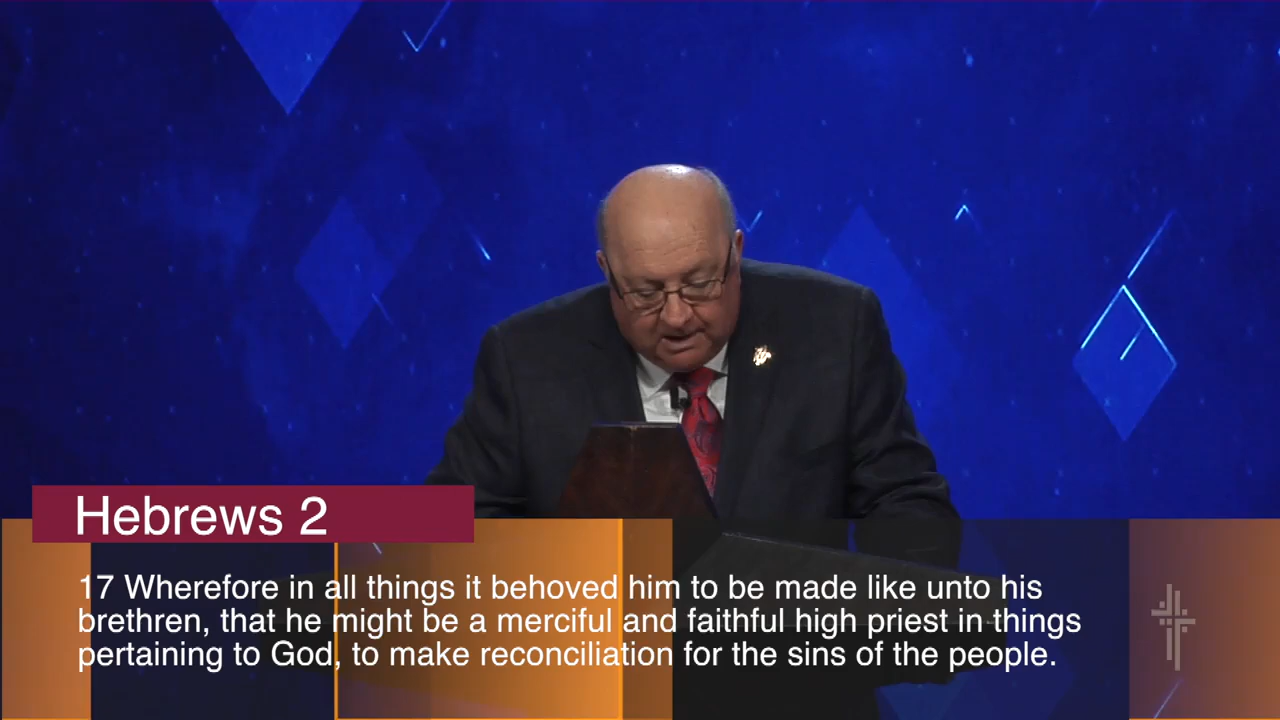 Hebrews 2
17 Wherefore in all things it behoved him to be made like unto his
brethren, that he might be a merciful and faithful high priest in things
pertaining to God, to make reconciliation for the sins of the people.